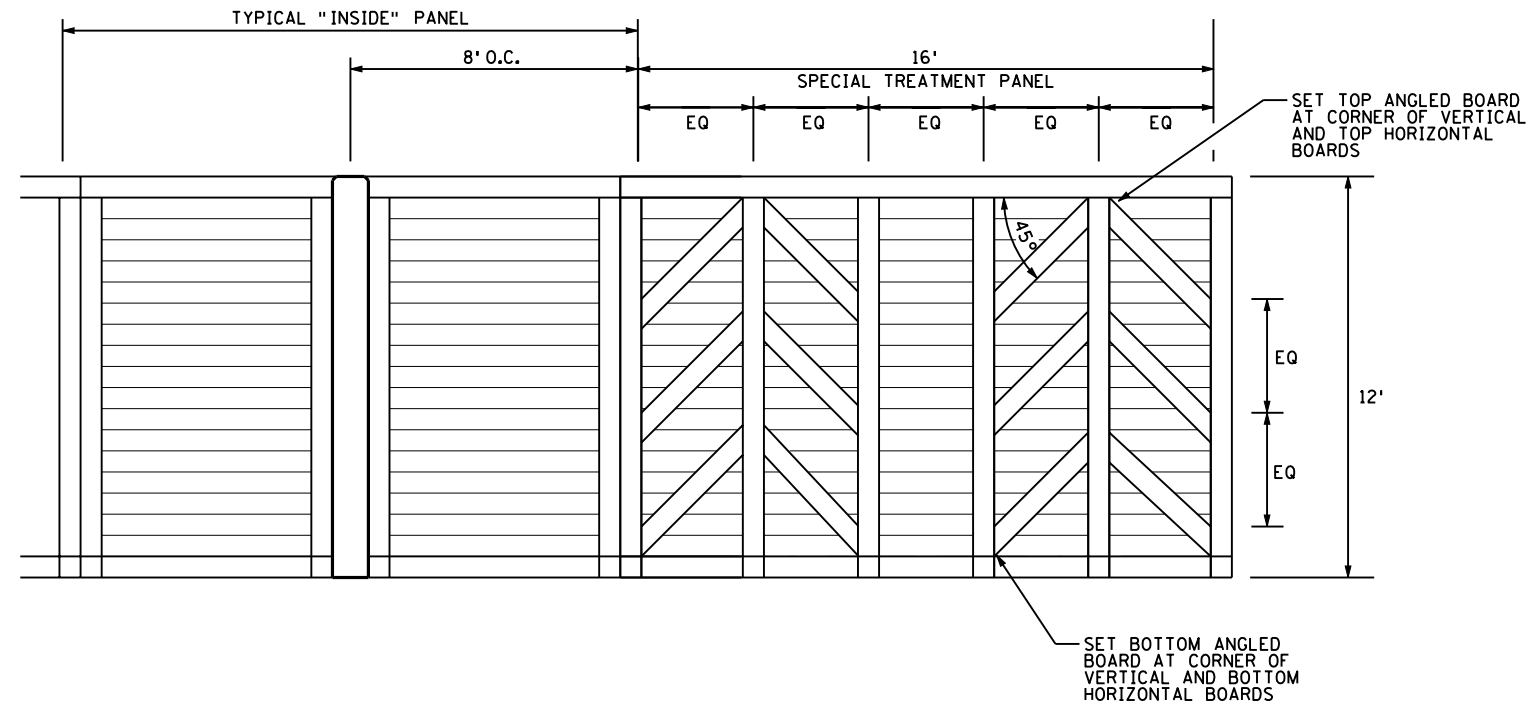 TYPICAL "INSIDE" PANEL
8' O.C.
16'
SPECIAL TREATMENT PANEL
EQ
EQ
EQ
EQ
EQ
SET TOP ANGLED BOARD
AT CORNER OF VERTICAL
AND TOP HORIZONTAL
BOARDS
45°
EQ
12'
EQ
SET BOTTOM ANGLED
BOARD AT CORNER OF
VERTICAL AND BOTTOM
HORIZONTAL BOARDS